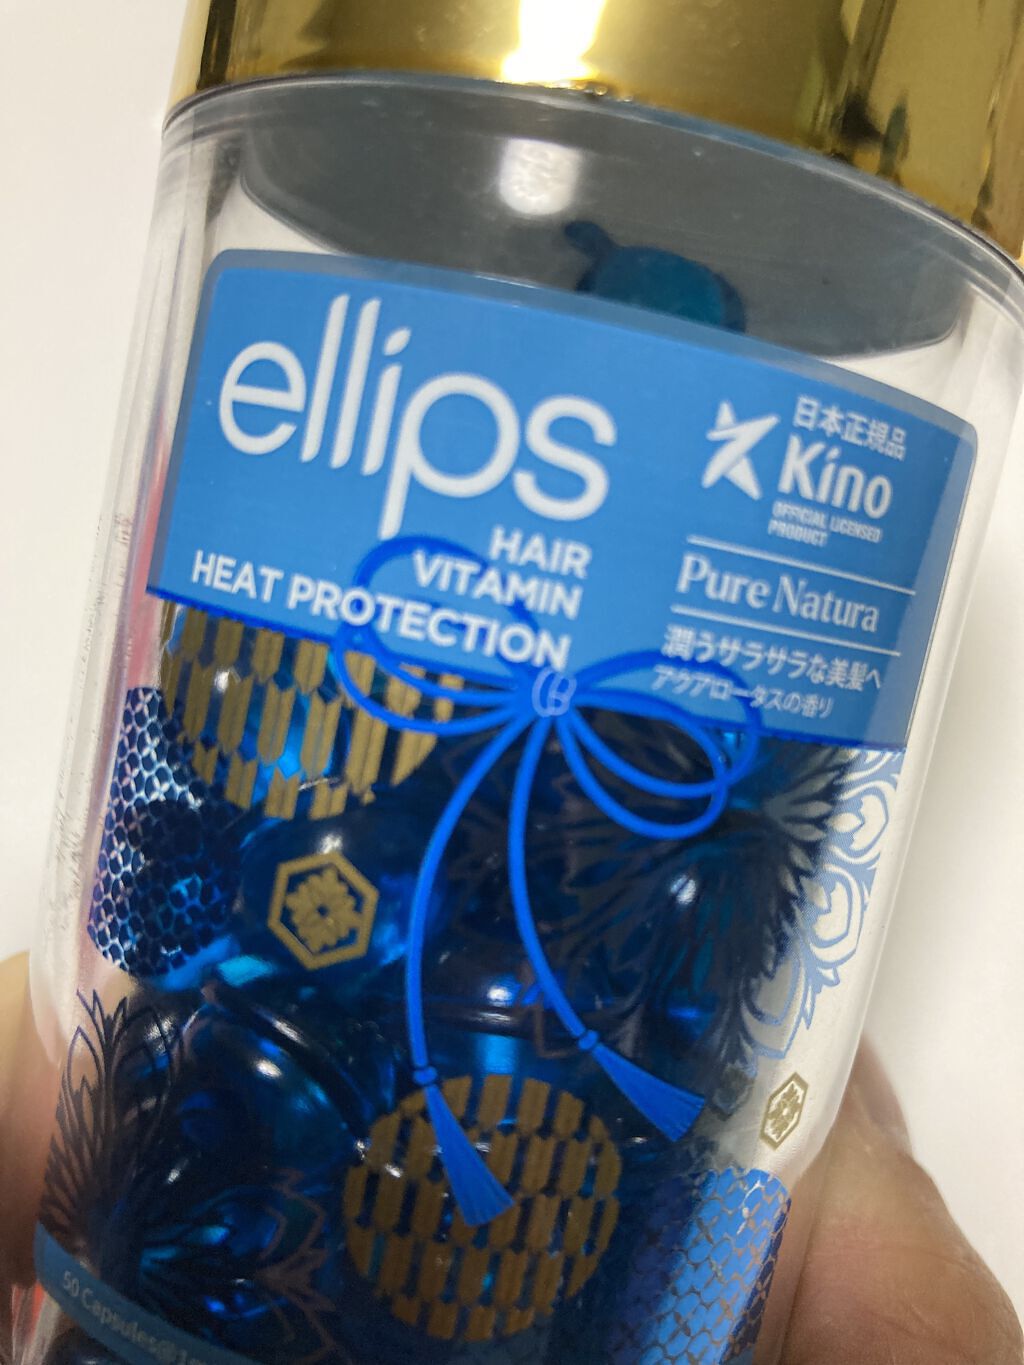 ellips
HAIR
VITAMIN
HEAT PROTECTION
日本正規品
Kino
OFFICIAL LICENSED
PRODUCT
Pure Natura
潤うサラサラな美髪へ
アクアロータスの香り
50 Capsules@1